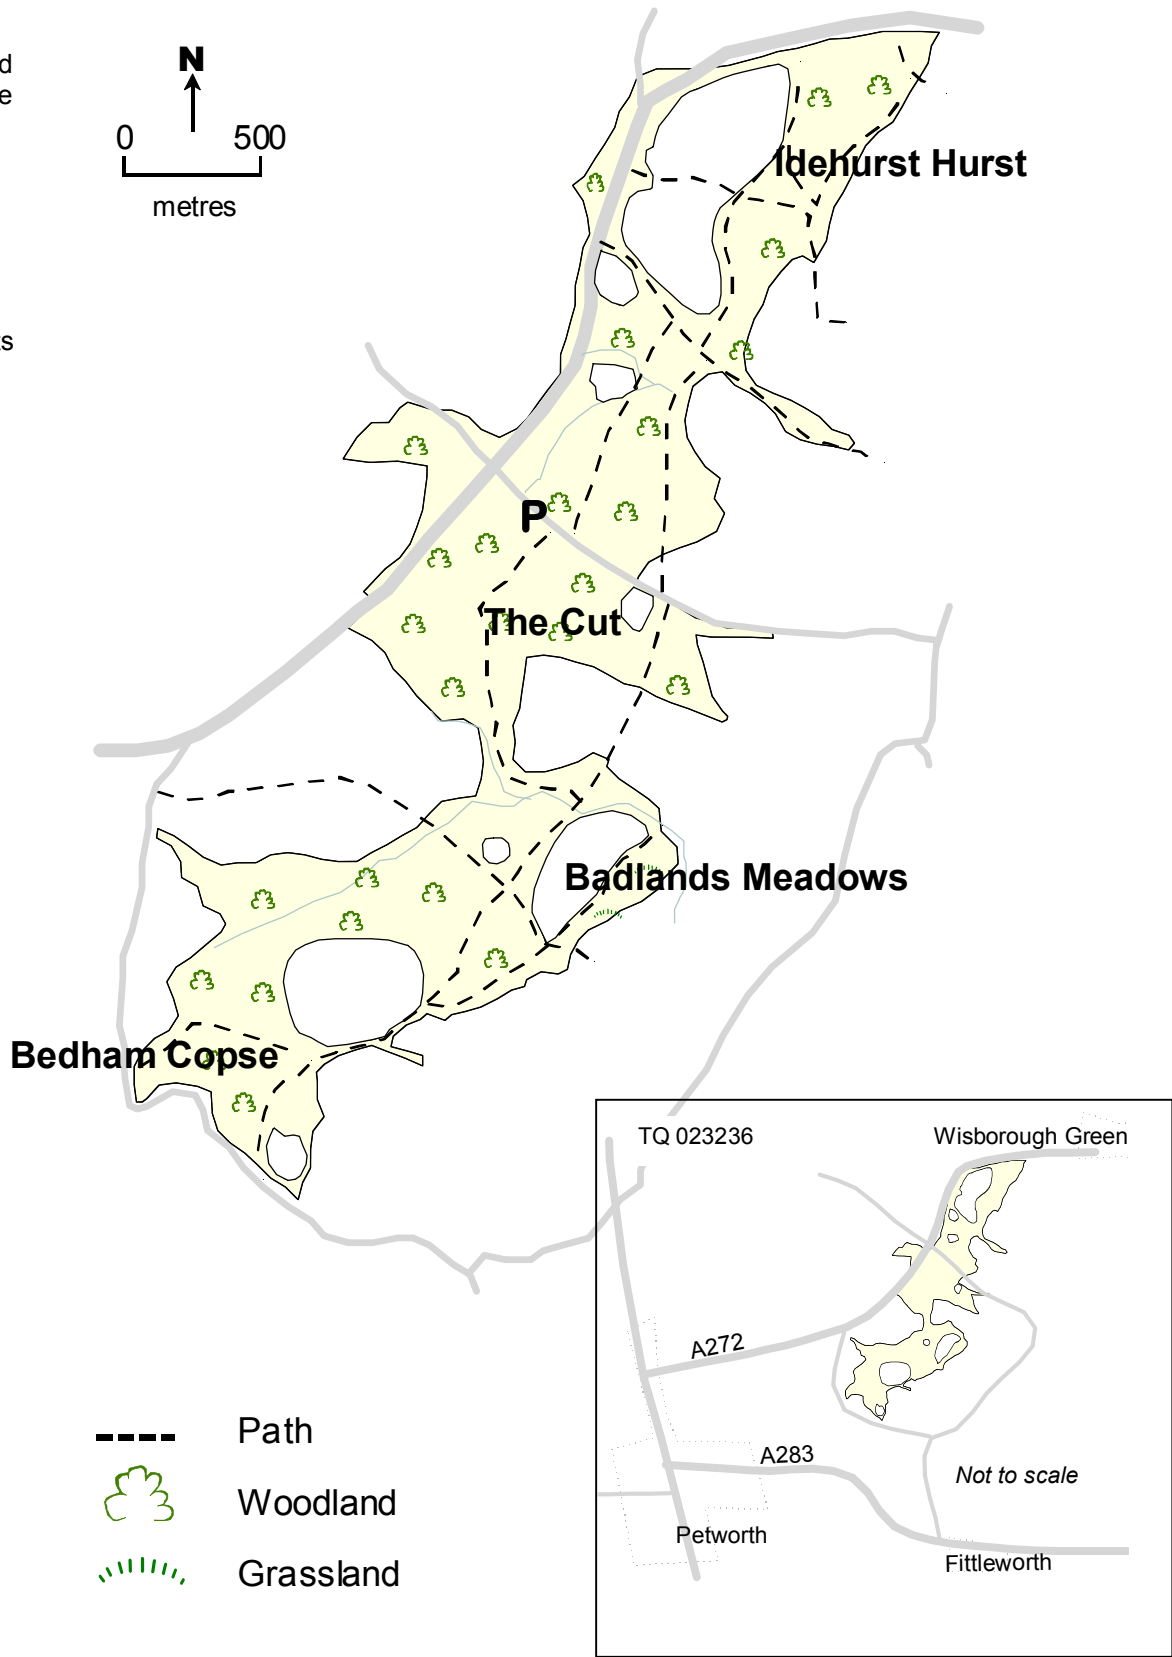 d
e
N
0 500
metres
ts
Idehurst Hurst
P
The Cut
Badlands Meadows
Bedham Copse
TQ 023236
Wisborough Green
A272
A283
Not to scale
Petworth
Fittleworth
Path
Woodland
Grassland